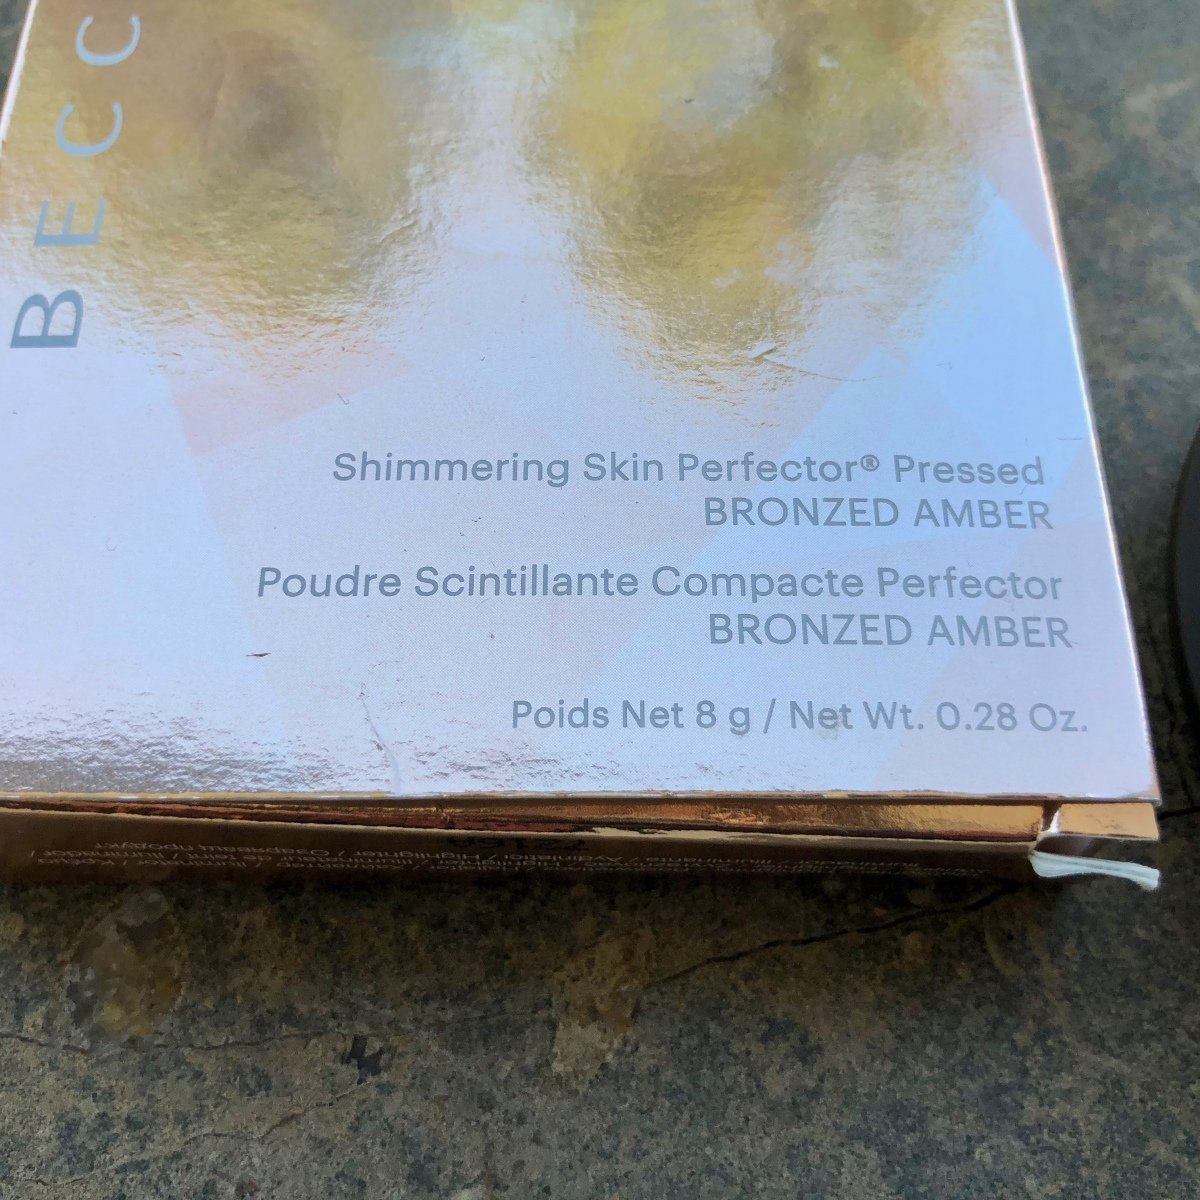 BECC
Shimmering Skin Perfector® Pressed
BRONZED AMBER
Poudre Scintillante Compacte Perfector
BRONZED AMBER
Poids Net 8 g / Net Wt. 0.28 Oz.